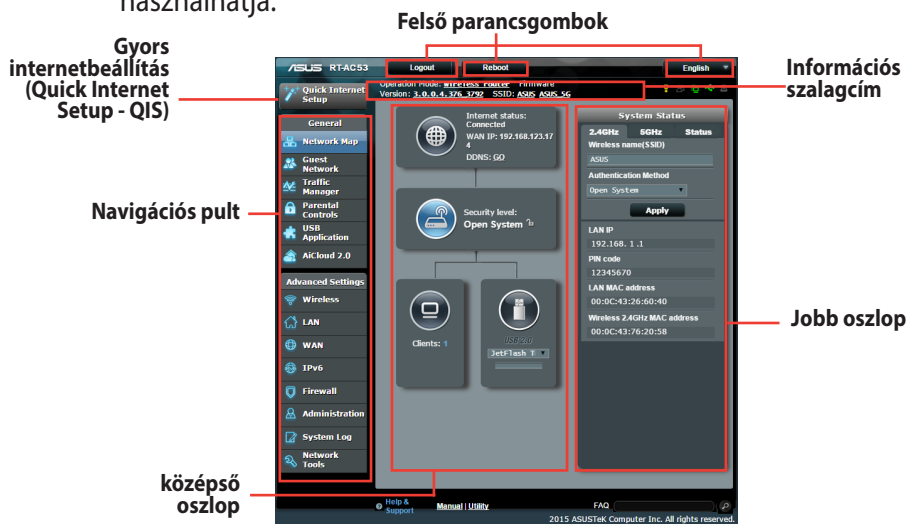 használhatja.
Felső parancsgombok
Gyors
internetbeállítás
(Quick Internet
Setup - QIS)
Információs
szalagcím
Navigációs pult
Jobb oszlop
középső
oszlop
ASUS RT-AC53
Logout
Reboot
English
Quick Internet
Setup
Operation Mode: Wireless router Firmware
Version: 3.0.0.4.376_3792 SSID: ASUS ASUS_5G
General
Network Map
Guest
Network
Traffic
Manager
Parental
Controls
USB
Application
AiCloud 2.0
Advanced Settings
Wireless
LAN
WAN
IPv6
Firewall
Administration
System Log
Network
Tools
Internet status:
Connected
WAN IP: 192.168.123.17
4
DDNS: GO
Security level:
Open System
Clients: 1
USB 2.0
JetFlash T
System Status
2.4GHz 5GHz Status
Wireless name(SSID)
ASUS
Authentication Method
Open System
Apply
LAN IP
192.168. 1 .1
PIN code
12345670
LAN MAC
address
00:0C:43:26:60:40
Wireless 2.4GHz MAC address
00:0C:43:76:20:58
Help &
Support
Manual | Utility
FAQ
2015 ASUSTeK Computer Inc. All rights reserved.